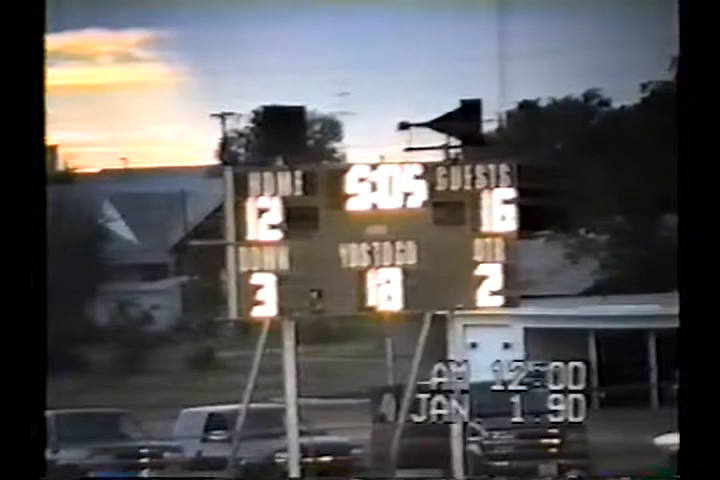 HOME 5:05 GUESTS
12 16
DOWN YDS TO GO QTR
3 18 2
AM 12:00
JAN 1.90